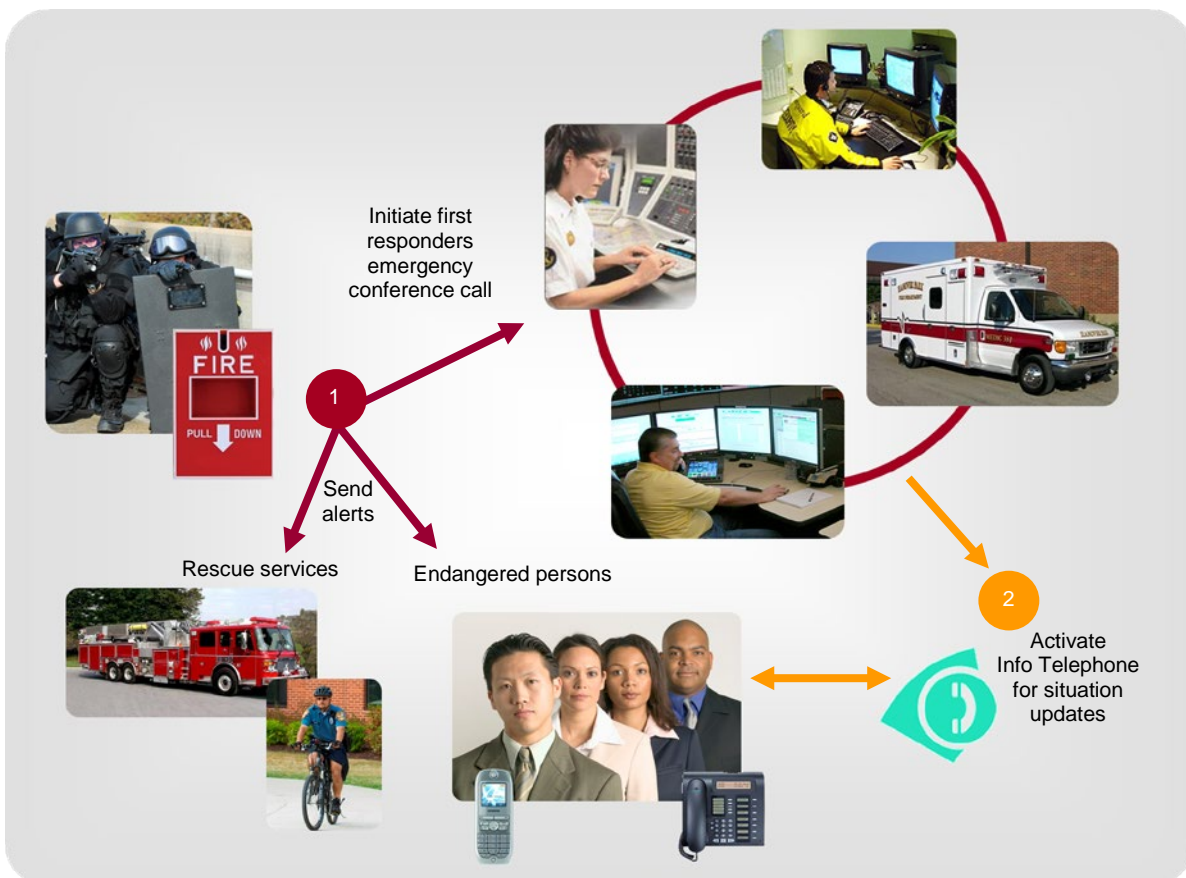 Initiate first
responders
emergency
conference call
FIRE
PULL DOWN
1
Send
alerts
Rescue services
Endangered persons
2
Activate
Info Telephone
for situation
updates